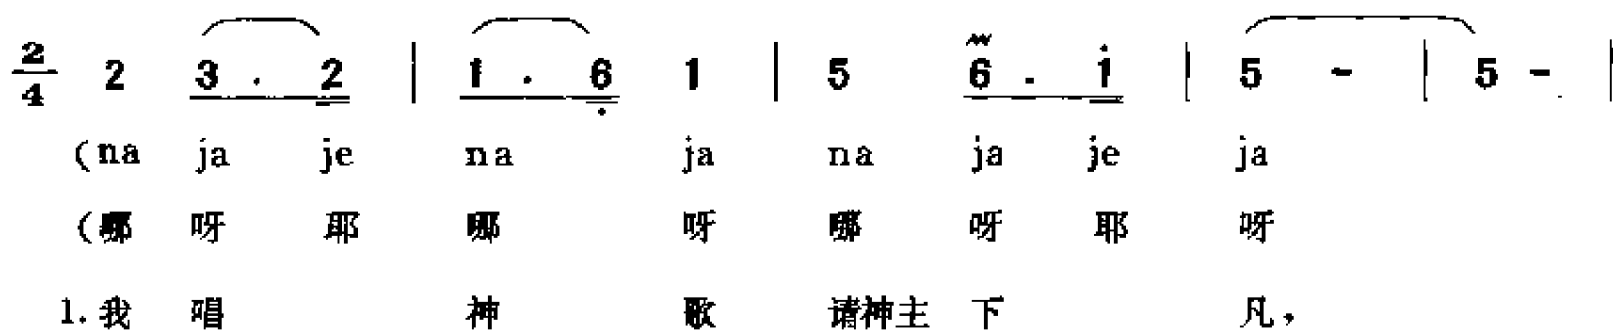 2/4 2 3 . 2 | 1 . 6 1 | 5 6 . 1 | 5 - | 5 - |
(na ja je na ja na ja je ja
(哪 呀 耶 哪 呀 哪 呀 耶 呀
1. 我 唱 神 歌 请神主 下 凡，